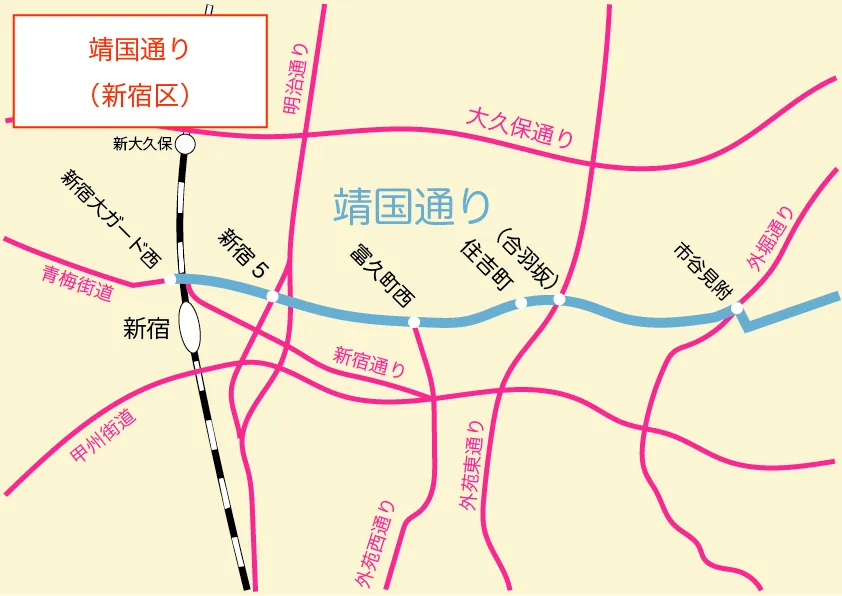 靖国通り
（新宿区）
明治通り
大久保通り
新大久保
新宿大ガード西
靖国通り
新宿５
富久町西
（合羽坂）
住吉町
市谷見附
外堀通り
青梅街道
新宿
新宿通り
甲州街道
外苑東通り
外苑西通り